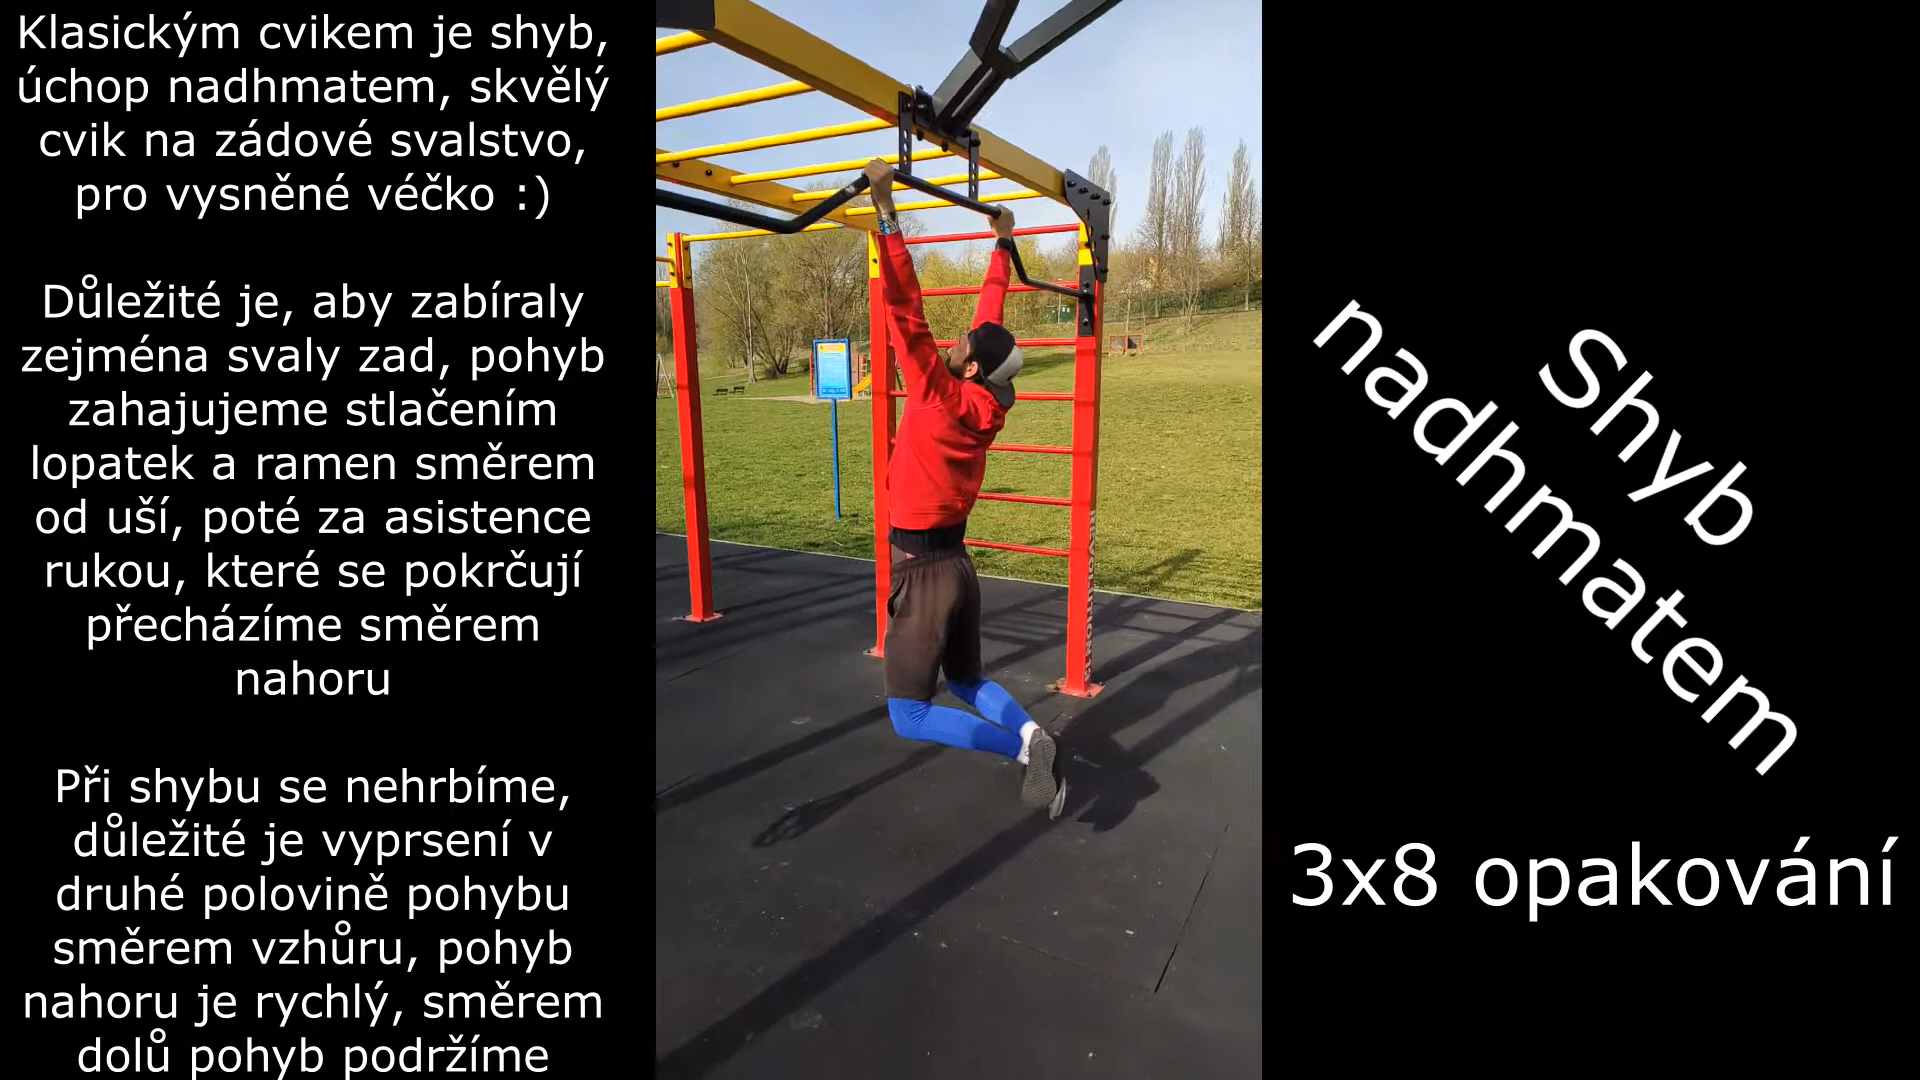 Klasickým cvikem je shyb,
úchop nadhmatem, skvělý
cvik na zádové svalstvo,
pro vysněné véčko :)
Důležité je, aby zabíraly
zejména svaly zad, pohyb
zahajujeme stlačením
lopatek a ramen směrem
od uší, poté za asistence
rukou, které se pokrčují
přecházíme směrem
nahoru
Při shybu se nehrbíme,
důležité je vyprsení v
druhé polovině pohybu
směrem vzhůru, pohyb
nahoru je rychlý, směrem
dolů pohyb podržíme
Shyb
nadhmatem
3x8 opakování